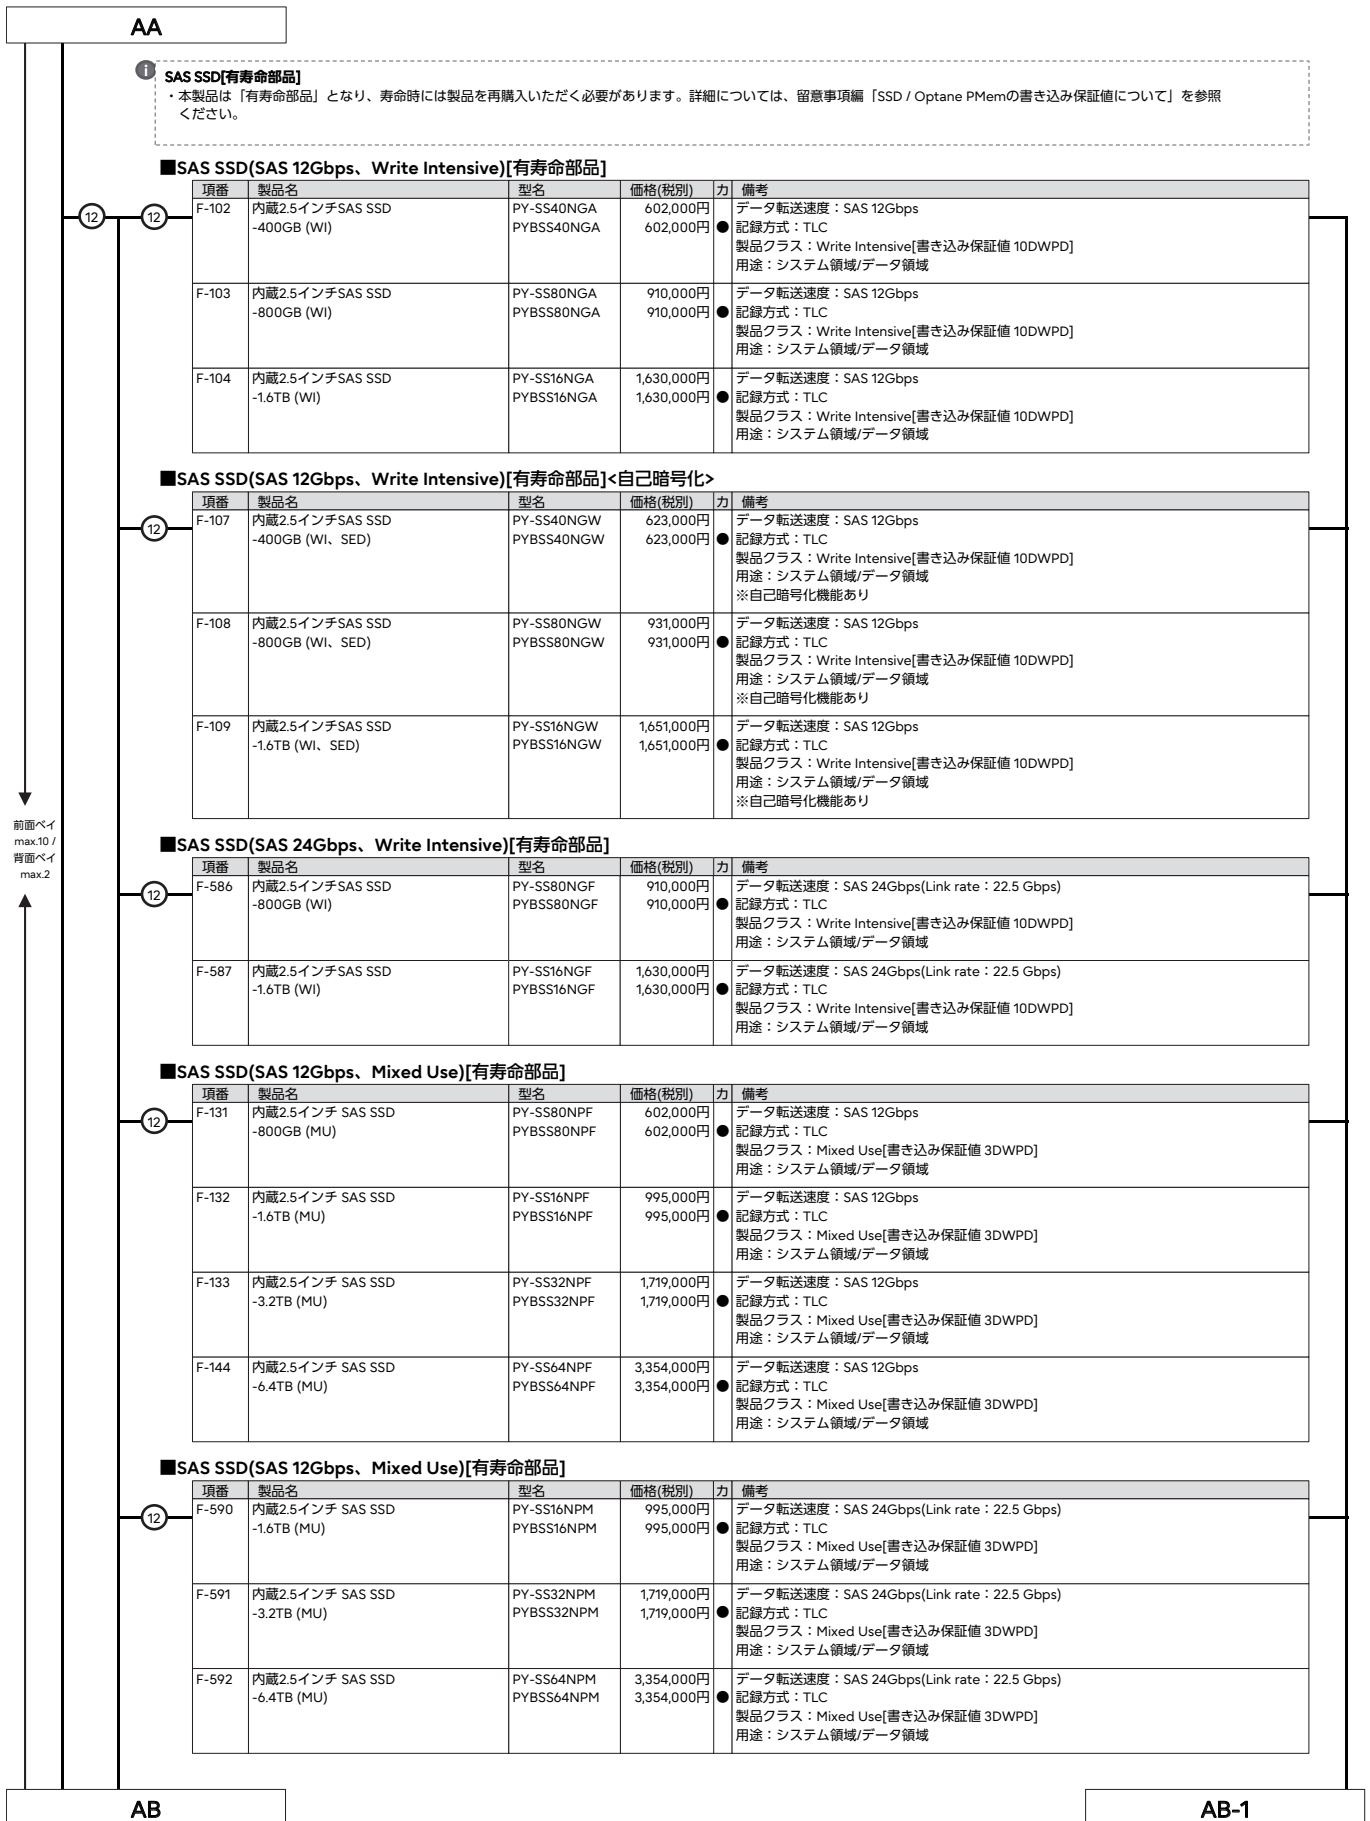 AA
SAS SSD[有寿命部品]
・本製品は「有寿命部品」となり、寿命時には製品を再購入いただく必要があります。詳細については、留意事項編「SSD / Optane PMemの書き込み保証値について」を参照
ください。
■SAS SSD(SAS 12Gbps、Write Intensive)[有寿命部品]
項番 製品名 型名 価格(税別) カ 備考
12 12 F-102 内蔵2.5インチSAS SSD PY-SS40NGA 602,000円 データ転送速度：SAS 12Gbps
-400GB (WI) PYBSS40NGA 602,000円 ● 記録方式：TLC
製品クラス：Write Intensive[書き込み保証値 10DWPD]
用途：システム領域/データ領域
F-103 内蔵2.5インチSAS SSD PY-SS80NGA 910,000円 データ転送速度：SAS 12Gbps
-800GB (WI) PYBSS80NGA 910,000円 ● 記録方式：TLC
製品クラス：Write Intensive[書き込み保証値 10DWPD]
用途：システム領域/データ領域
F-104 内蔵2.5インチSAS SSD PY-SS16NGA 1,630,000円 データ転送速度：SAS 12Gbps
-1.6TB (WI) PYBSS16NGA 1,630,000円 ● 記録方式：TLC
製品クラス：Write Intensive[書き込み保証値 10DWPD]
用途：システム領域/データ領域
■SAS SSD(SAS 12Gbps、Write Intensive)[有寿命部品]<自己暗号化>
項番 製品名 型名 価格(税別) カ 備考
12 F-107 内蔵2.5インチSAS SSD PY-SS40NGW 623,000円 データ転送速度：SAS 12Gbps
-400GB (WI、SED) PYBSS40NGW 623,000円 ● 記録方式：TLC
製品クラス：Write Intensive[書き込み保証値 10DWPD]
用途：システム領域/データ領域
※自己暗号化機能あり
F-108 内蔵2.5インチSAS SSD PY-SS80NGW 931,000円 データ転送速度：SAS 12Gbps
-800GB (WI、SED) PYBSS80NGW 931,000円 ● 記録方式：TLC
製品クラス：Write Intensive[書き込み保証値 10DWPD]
用途：システム領域/データ領域
※自己暗号化機能あり
F-109 内蔵2.5インチSAS SSD PY-SS16NGW 1,651,000円 データ転送速度：SAS 12Gbps
-1.6TB (WI、SED) PYBSS16NGW 1,651,000円 ● 記録方式：TLC
製品クラス：Write Intensive[書き込み保証値 10DWPD]
用途：システム領域/データ領域
※自己暗号化機能あり
前面ベイ
max.10 /
背面ベイ
max.2
■SAS SSD(SAS 24Gbps、Write Intensive)[有寿命部品]
項番 製品名 型名 価格(税別) カ 備考
12 F-586 内蔵2.5インチSAS SSD PY-SS80NGF 910,000円 データ転送速度：SAS 24Gbps(Link rate：22.5 Gbps)
-800GB (WI) PYBSS80NGF 910,000円 ● 記録方式：TLC
製品クラス：Write Intensive[書き込み保証値 10DWPD]
用途：システム領域/データ領域
F-587 内蔵2.5インチSAS SSD PY-SS16NGF 1,630,000円 データ転送速度：SAS 24Gbps(Link rate：22.5 Gbps)
-1.6TB (WI) PYBSS16NGF 1,630,000円 ● 記録方式：TLC
製品クラス：Write Intensive[書き込み保証値 10DWPD]
用途：システム領域/データ領域
■SAS SSD(SAS 12Gbps、Mixed Use)[有寿命部品]
項番 製品名 型名 価格(税別) カ 備考
12 F-131 内蔵2.5インチ SAS SSD PY-SS80NPF 602,000円 データ転送速度：SAS 12Gbps
-800GB (MU) PYBSS80NPF 602,000円 ● 記録方式：TLC
製品クラス：Mixed Use[書き込み保証値 3DWPD]
用途：システム領域/データ領域
F-132 内蔵2.5インチ SAS SSD PY-SS16NPF 995,000円 データ転送速度：SAS 12Gbps
-1.6TB (MU) PYBSS16NPF 995,000円 ● 記録方式：TLC
製品クラス：Mixed Use[書き込み保証値 3DWPD]
用途：システム領域/データ領域
F-133 内蔵2.5インチ SAS SSD PY-SS32NPF 1,719,000円 データ転送速度：SAS 12Gbps
-3.2TB (MU) PYBSS32NPF 1,719,000円 ● 記録方式：TLC
製品クラス：Mixed Use[書き込み保証値 3DWPD]
用途：システム領域/データ領域
F-144 内蔵2.5インチ SAS SSD PY-SS64NPF 3,354,000円 データ転送速度：SAS 12Gbps
-6.4TB (MU) PYBSS64NPF 3,354,000円 ● 記録方式：TLC
製品クラス：Mixed Use[書き込み保証値 3DWPD]
用途：システム領域/データ領域
■SAS SSD(SAS 12Gbps、Mixed Use)[有寿命部品]
項番 製品名 型名 価格(税別) カ 備考
12 F-590 内蔵2.5インチ SAS SSD PY-SS16NPM 995,000円 データ転送速度：SAS 24Gbps(Link rate：22.5 Gbps)
-1.6TB (MU) PYBSS16NPM 995,000円 ● 記録方式：TLC
製品クラス：Mixed Use[書き込み保証値 3DWPD]
用途：システム領域/データ領域
F-591 内蔵2.5インチ SAS SSD PY-SS32NPM 1,719,000円 データ転送速度：SAS 24Gbps(Link rate：22.5 Gbps)
-3.2TB (MU) PYBSS32NPM 1,719,000円 ● 記録方式：TLC
製品クラス：Mixed Use[書き込み保証値 3DWPD]
用途：システム領域/データ領域
F-592 内蔵2.5インチ SAS SSD PY-SS64NPM 3,354,000円 データ転送速度：SAS 24Gbps(Link rate：22.5 Gbps)
-6.4TB (MU) PYBSS64NPM 3,354,000円 ● 記録方式：TLC
製品クラス：Mixed Use[書き込み保証値 3DWPD]
用途：システム領域/データ領域
AB AB-1